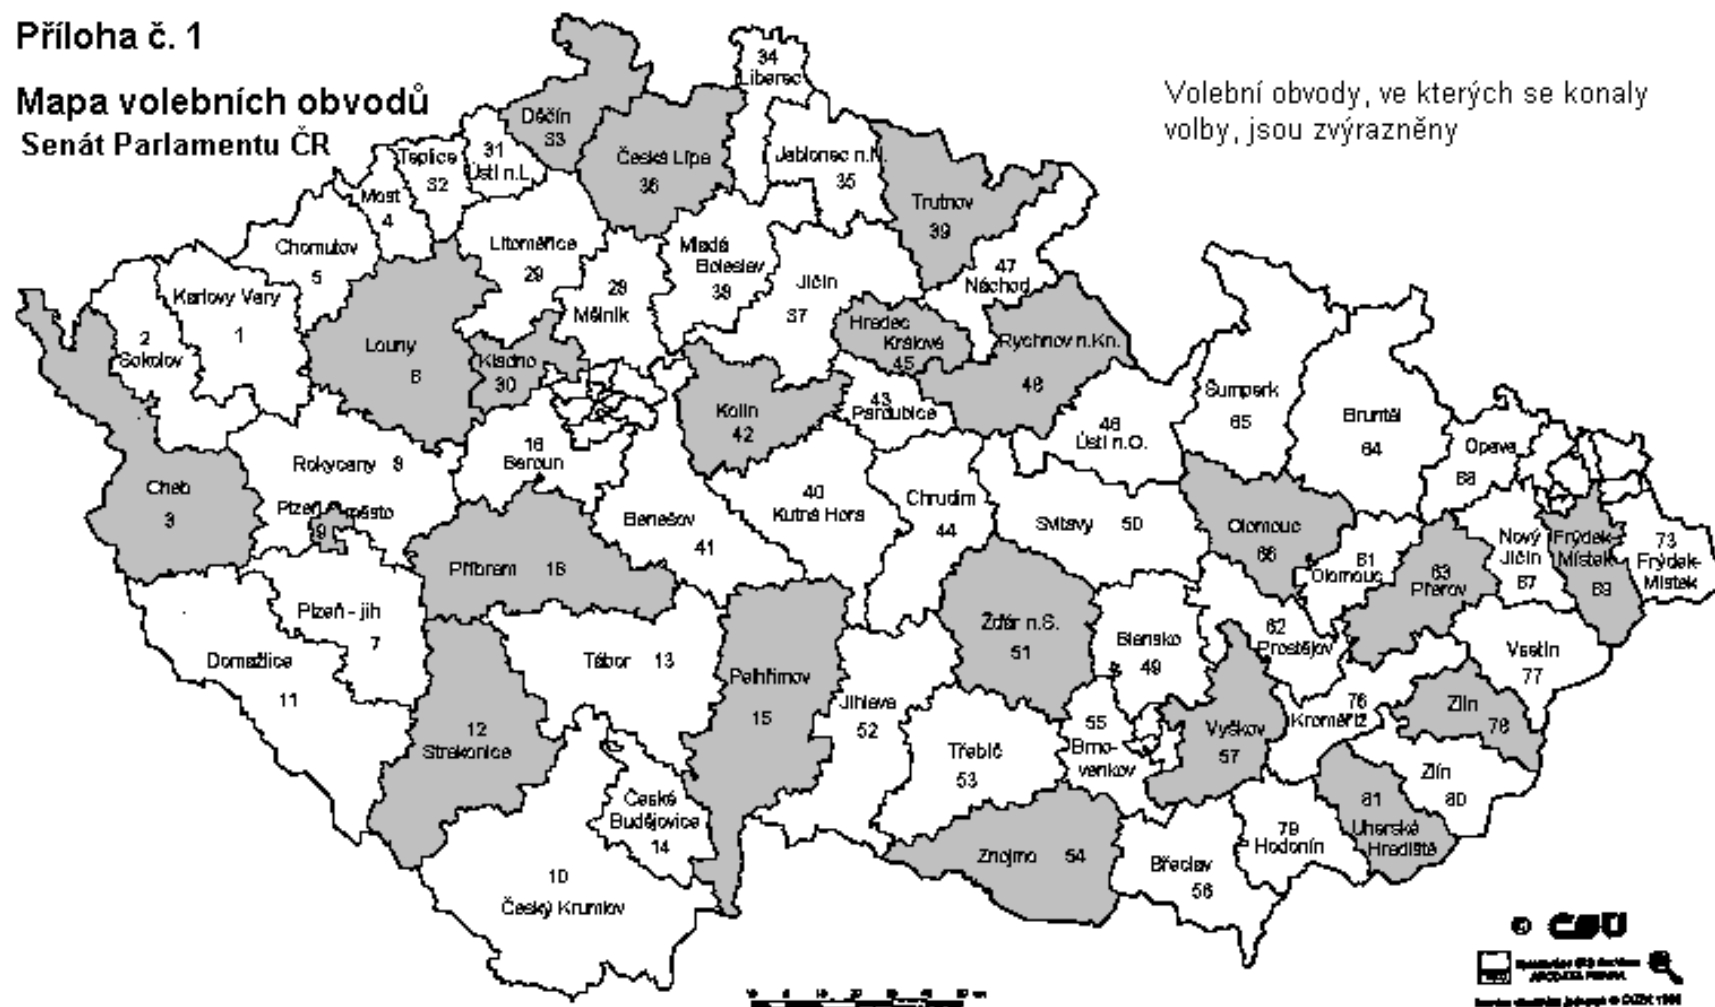 Příloha č. 1
Mapa volebních obvodů
Senát Parlamentu ČR
Volební obvody, ve kterých se konaly
volby, jsou zvýrazněny
34
Liberec
Děčín
33
Česká Lípa
36
31
Ústí n.L.
Teplice
32
Most
4
Jablonec n.N.
35
Trutnov
39
Chomutov
5
Litoměřice
29
Mladá
Boleslav
38
28
Mělník
Jičín
37
47
Náchod
Karlovy Vary
1
2
Sokolov
Louny
6
Kladno
30
Hradec
Králové
45
Rychnov n.Kn.
48
Kolín
42
43
Pardubice
46
Ústí n.O.
Šumperk
65
Bruntál
64
Opava
68
Rokycany 8
16
Beroun
Cheb
3
Plzeň město
9
Příbram 18
Benešov
41
40
Kutná Hora
Chrudim
44
Svitavy 50
Olomouc
66
61
Olomouc
63
Přerov
Nový
Jičín
67
Frýdek-
Místek
69
73
Frýdek-
Místek
Plzeň - jih
7
Domažlice
11
Tábor 13
Pelhřimov
15
Žďár n.S.
51
Blansko
49
62
Prostějov
Vsetín
77
12
Strakonice
Jihlava
52
Třebíč
53
55
Brno-
venkov
Vyškov
57
76
Kroměříž
Zlín
78
Zlín
80
České
Budějovice
14
10
Český Krumlov
Znojmo 54
Břeclav
56
79
Hodonín
81
Uherské
Hradiště
© ČSÚ